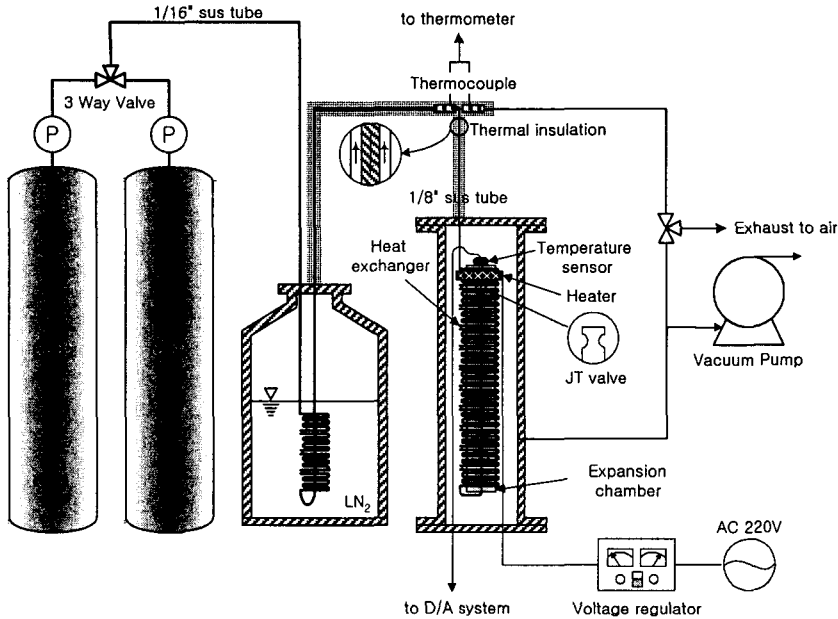 1/16" sus tube
to thermometer
Thermocouple
3 Way Valve
P
P
Thermal insulation
1/8" sus tube
Exhaust to air
Heat
exchanger
Temperature
sensor
Heater
JT valve
Vacuum Pump
LN2
Expansion
chamber
AC 220V
to D/A system
Voltage regulator